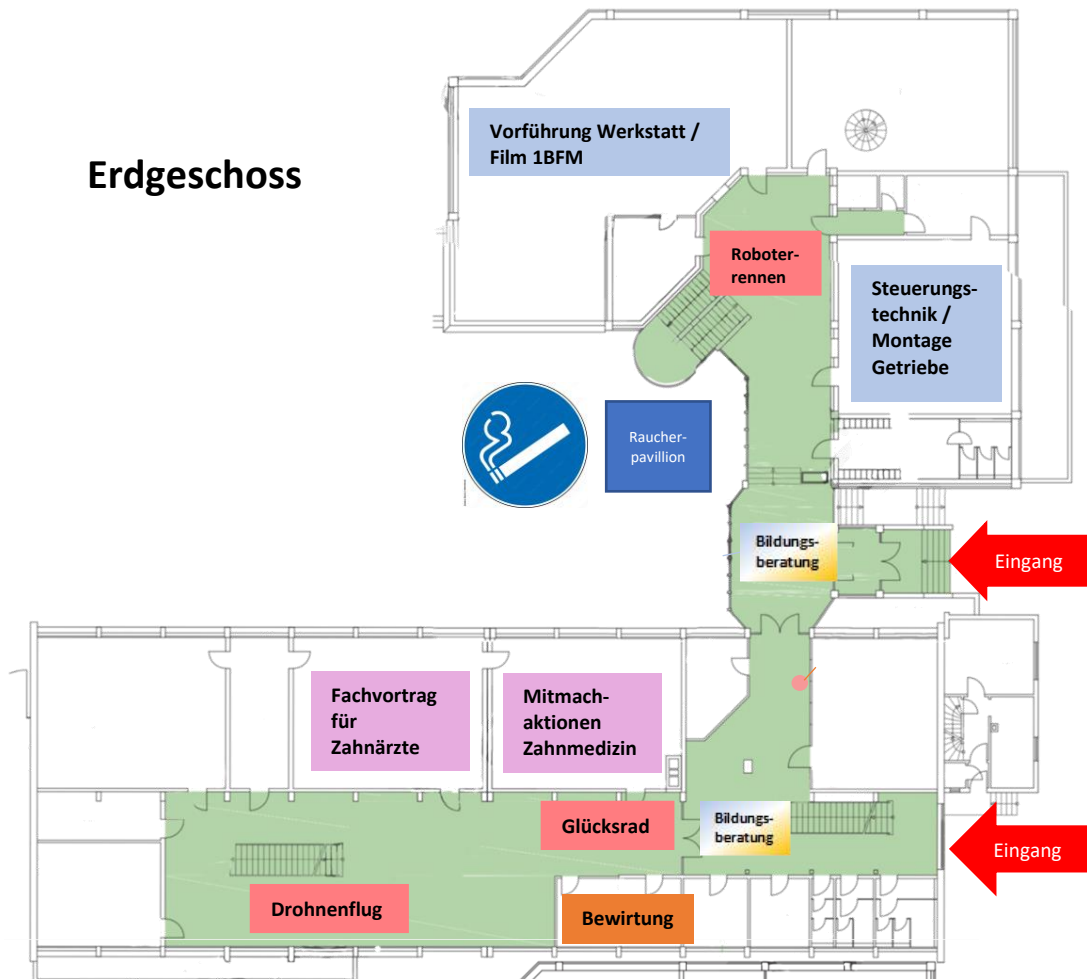 Erdgeschoss
Vorführung Werkstatt /
Film 1BFM
Roboter-
rennen
Steuerungs-
technik /
Montage
Getriebe
Raucher-
pavillion
Bildungs-
beratung
Eingang
Fachvortrag
für
Zahnärzte
Mitmach-
aktionen
Zahnmedizin
Glücksrad
Bildungs-
beratung
Eingang
Drohnenflug
Bewirtung